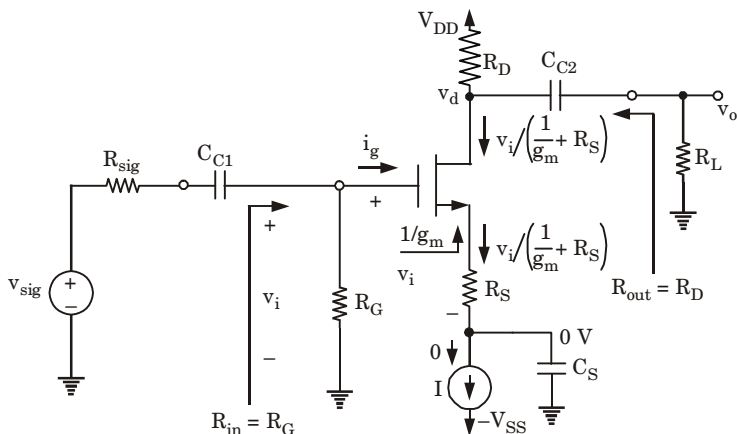 V_DD
R_D
C_C2
v_d
v_o
R_sig
C_C1
i_g
v_i/(1/g_m + R_S)
R_L
+
+
1/g_m
v_i
v_i/(1/g_m + R_S)
v_sig
+
−
v_i
R_G
R_S
R_out = R_D
−
−
0
0 V
I
C_S
R_in = R_G
−V_SS